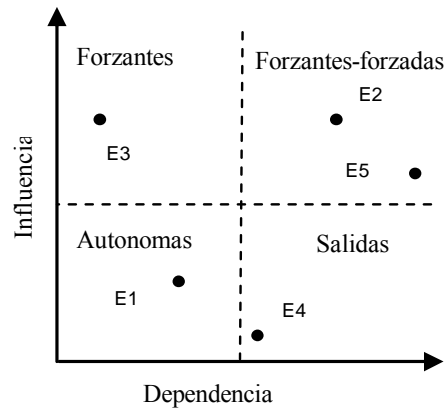 Forzantes
Forzantes-forzadas
E2
E3
E5
Influencia
Autonomas
Salidas
E1
E4
Dependencia